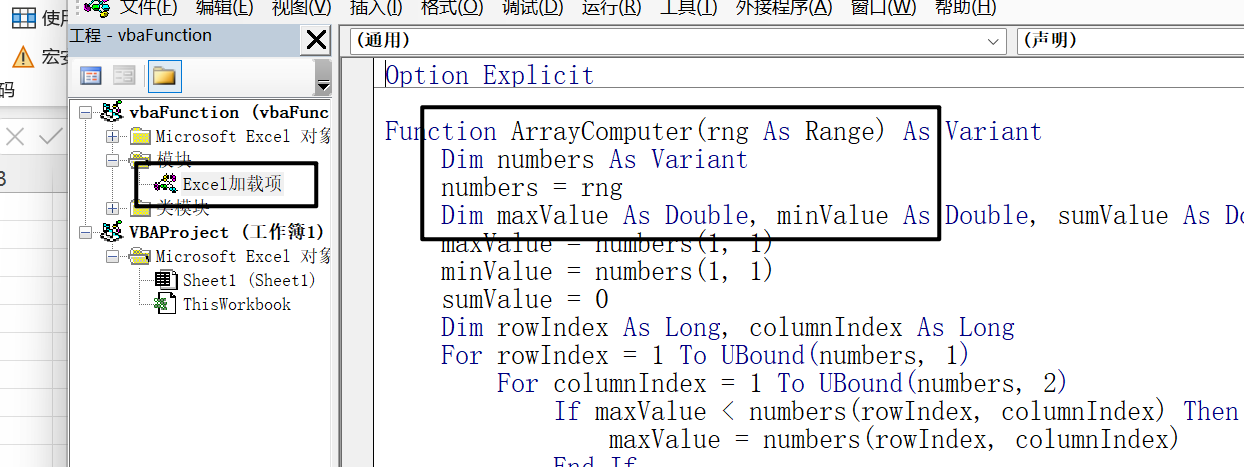 文件(F) 编辑(E) 视图(V) 插入(I) 格式(O) 调试(D) 运行(R) 工具(T) 外接程序(A) 窗口(W) 帮助(H)
使用
宏安
码
3
工程 - vbaFunction
vbaFunction (vbaFunc
Microsoft Excel 对象
模块
Excel加载项
类模块
VBAProject (工作簿1)
Microsoft Excel 对象
Sheet1 (Sheet1)
ThisWorkbook
(通用)
(声明)
Option Explicit
Function ArrayComputer(rng As Range) As Variant
Dim numbers As Variant
numbers = rng
Dim maxValue As Double, minValue As Double, sumValue As Do
maxValue = numbers(1, 1)
minValue = numbers(1, 1)
sumValue = 0
Dim rowIndex As Long, columnIndex As Long
For rowIndex = 1 To UBound(numbers, 1)
For columnIndex = 1 To UBound(numbers, 2)
If maxValue < numbers(rowIndex, columnIndex) Then
maxValue = numbers(rowIndex, columnIndex)
End If